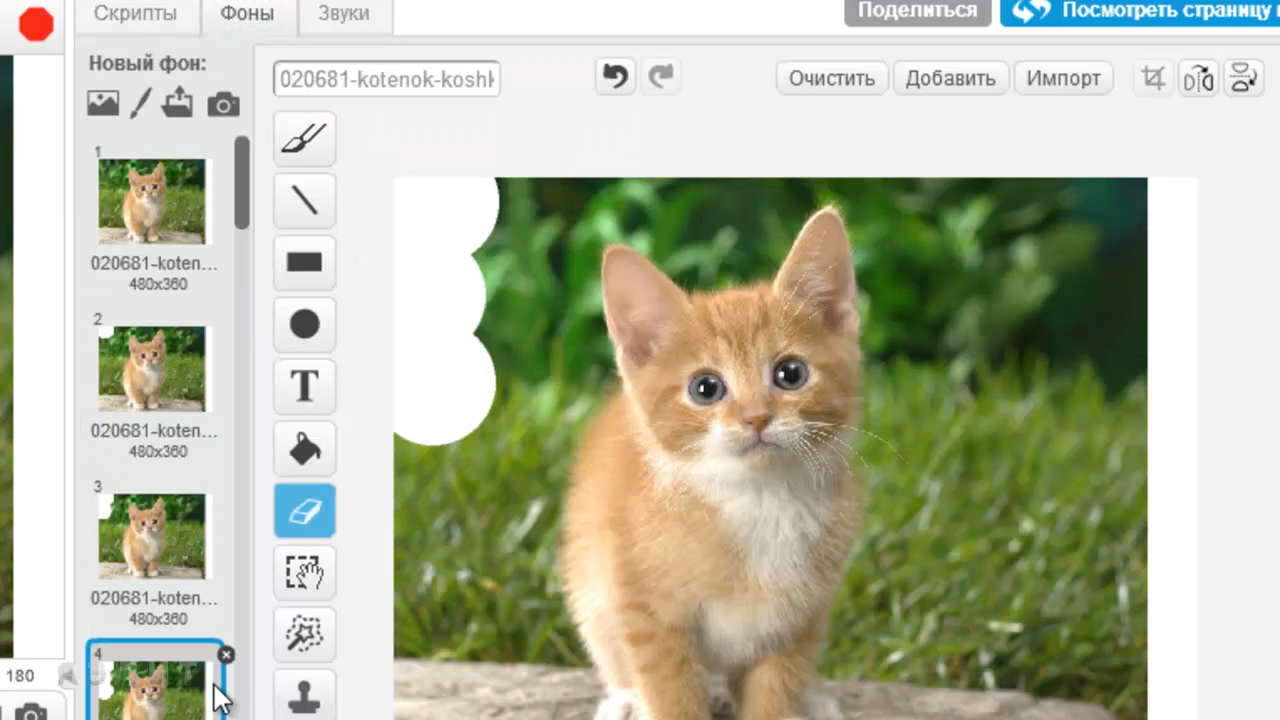 Скрипты
Фоны
Звуки
Поделиться
Посмотреть страницу
Новый фон:
020681-kotenok-kosh
Очистить
Добавить
Импорт
T
1
020681-koten...
480x360
2
020681-koten...
480x360
3
020681-koten...
480x360
4
180